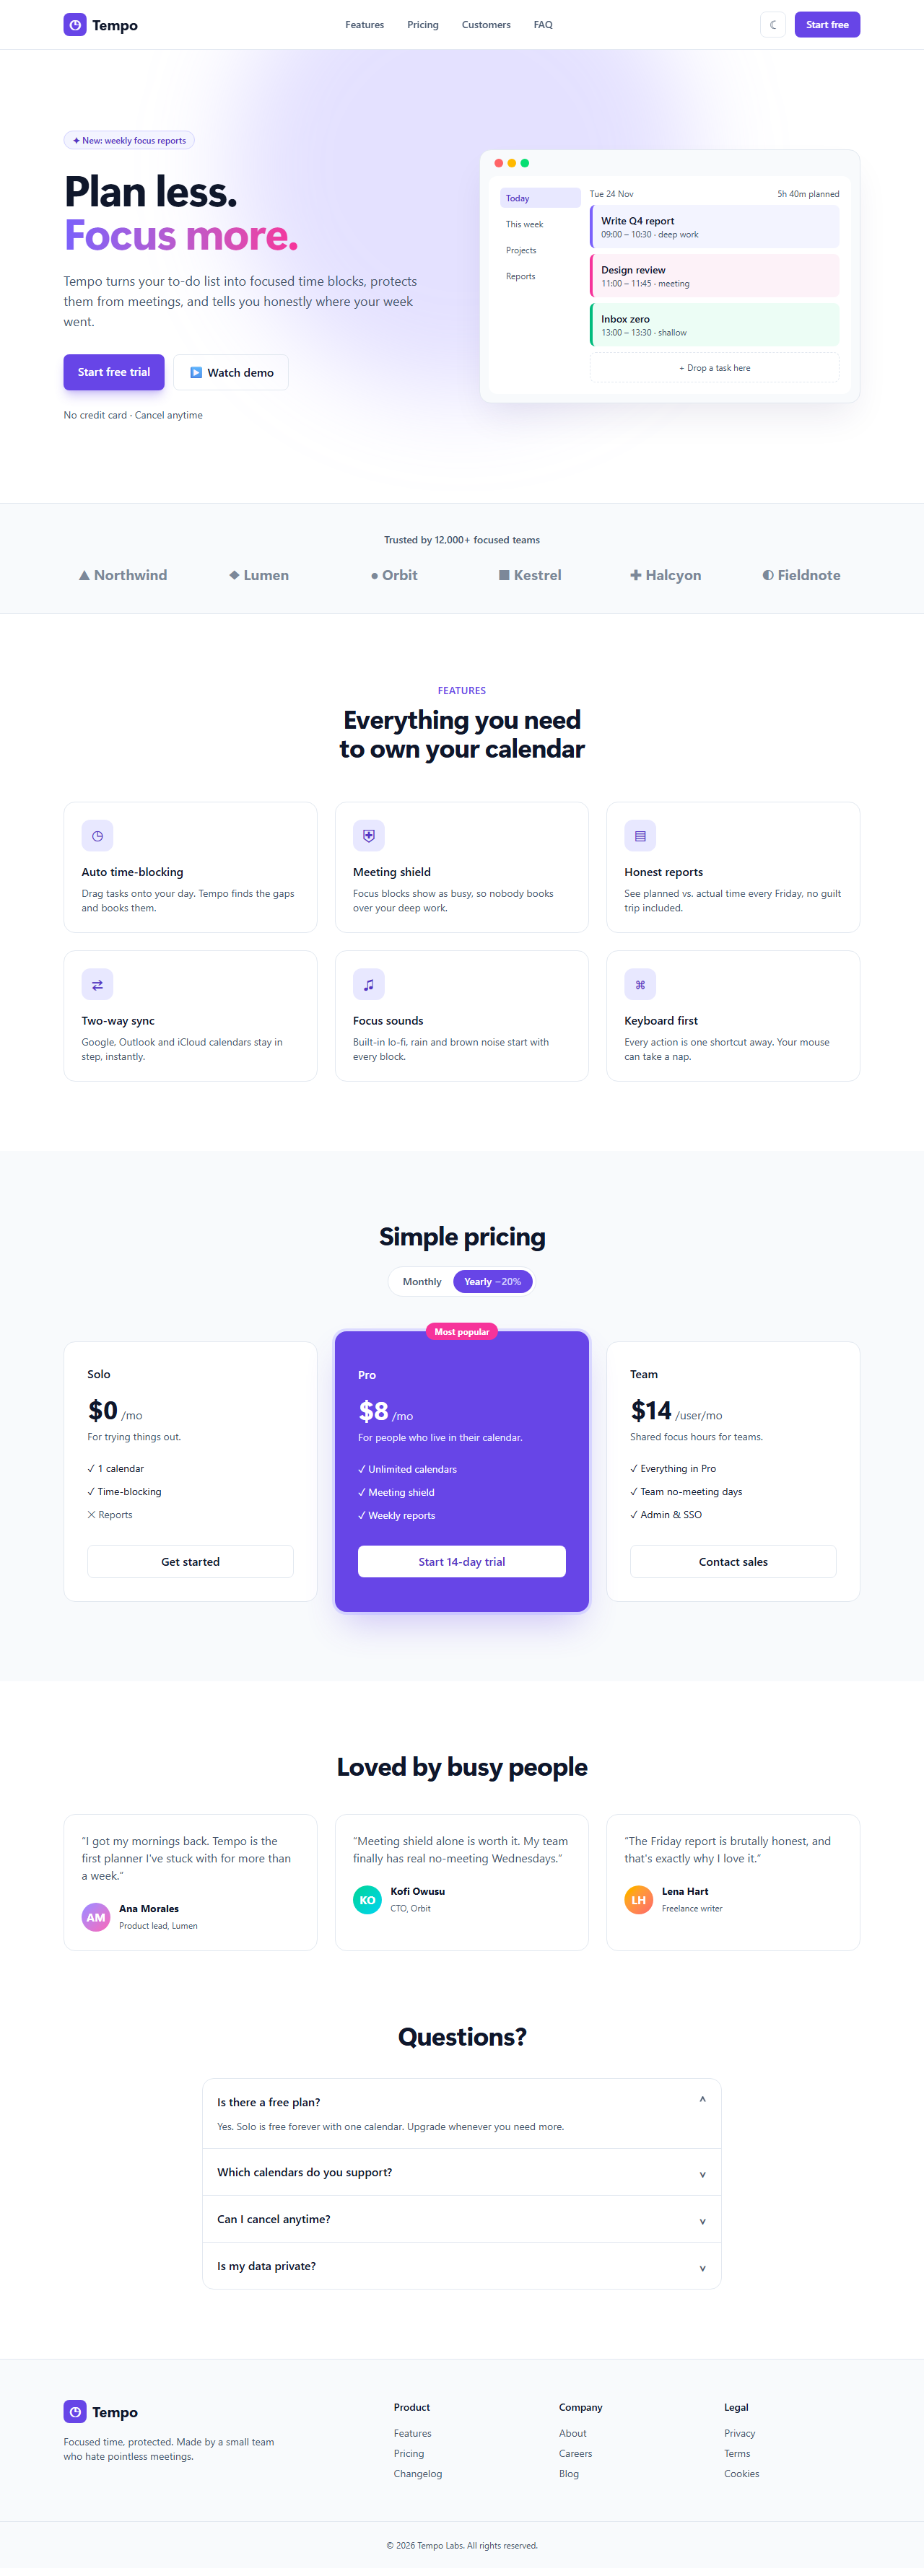 Tempo
Features Pricing Customers FAQ
☾ Start free
✦ New: weekly focus reports
Plan less.
Focus more.
Tempo turns your to-do list into focused time blocks, protects
them from meetings, and tells you honestly where your week
went.
Start free trial
▶ Watch demo
No credit card · Cancel anytime
Today
This week
Projects
Reports
Tue 24 Nov 5h 40m planned
Write Q4 report
09:00 – 10:30 · deep work
Design review
11:00 – 11:45 · meeting
Inbox zero
13:00 – 13:30 · shallow
+ Drop a task here
Trusted by 12,000+ focused teams
▲ Northwind
◆ Lumen
● Orbit
■ Kestrel
✚ Halcyon
◐ Fieldnote
FEATURES
Everything you need
to own your calendar
Auto time-blocking
Drag tasks onto your day. Tempo finds the gaps
and books them.
Meeting shield
Focus blocks show as busy, so nobody books
over your deep work.
Honest reports
See planned vs. actual time every Friday, no guilt
trip included.
Two-way sync
Google, Outlook and iCloud calendars stay in
step, instantly.
Focus sounds
Built-in lo-fi, rain and brown noise start with
every block.
⌘
Keyboard first
Every action is one shortcut away. Your mouse
can take a nap.
Simple pricing
Monthly Yearly −20%
Solo
$0 /mo
For trying things out.
✓ 1 calendar
✓ Time-blocking
✕ Reports
Get started
Most popular
Pro
$8 /mo
For people who live in their calendar.
✓ Unlimited calendars
✓ Meeting shield
✓ Weekly reports
Start 14-day trial
Team
$14 /user/mo
Shared focus hours for teams.
✓ Everything in Pro
✓ Team no-meeting days
✓ Admin & SSO
Contact sales
Loved by busy people
"I got my mornings back. Tempo is the
first planner I've stuck with for more than
a week."
AM
Ana Morales
Product lead, Lumen
"Meeting shield alone is worth it. My team
finally has real no-meeting Wednesdays."
KO
Kofi Owusu
CTO, Orbit
"The Friday report is brutally honest, and
that's exactly why I love it."
LH
Lena Hart
Freelance writer
Questions?
Is there a free plan?
Yes. Solo is free forever with one calendar. Upgrade whenever you need more.
Which calendars do you support?
Can I cancel anytime?
Is my data private?
Tempo
Focused time, protected. Made by a small team
who hate pointless meetings.
Product
Features
Pricing
Changelog
Company
About
Careers
Blog
Legal
Privacy
Terms
Cookies
© 2026 Tempo Labs. All rights reserved.